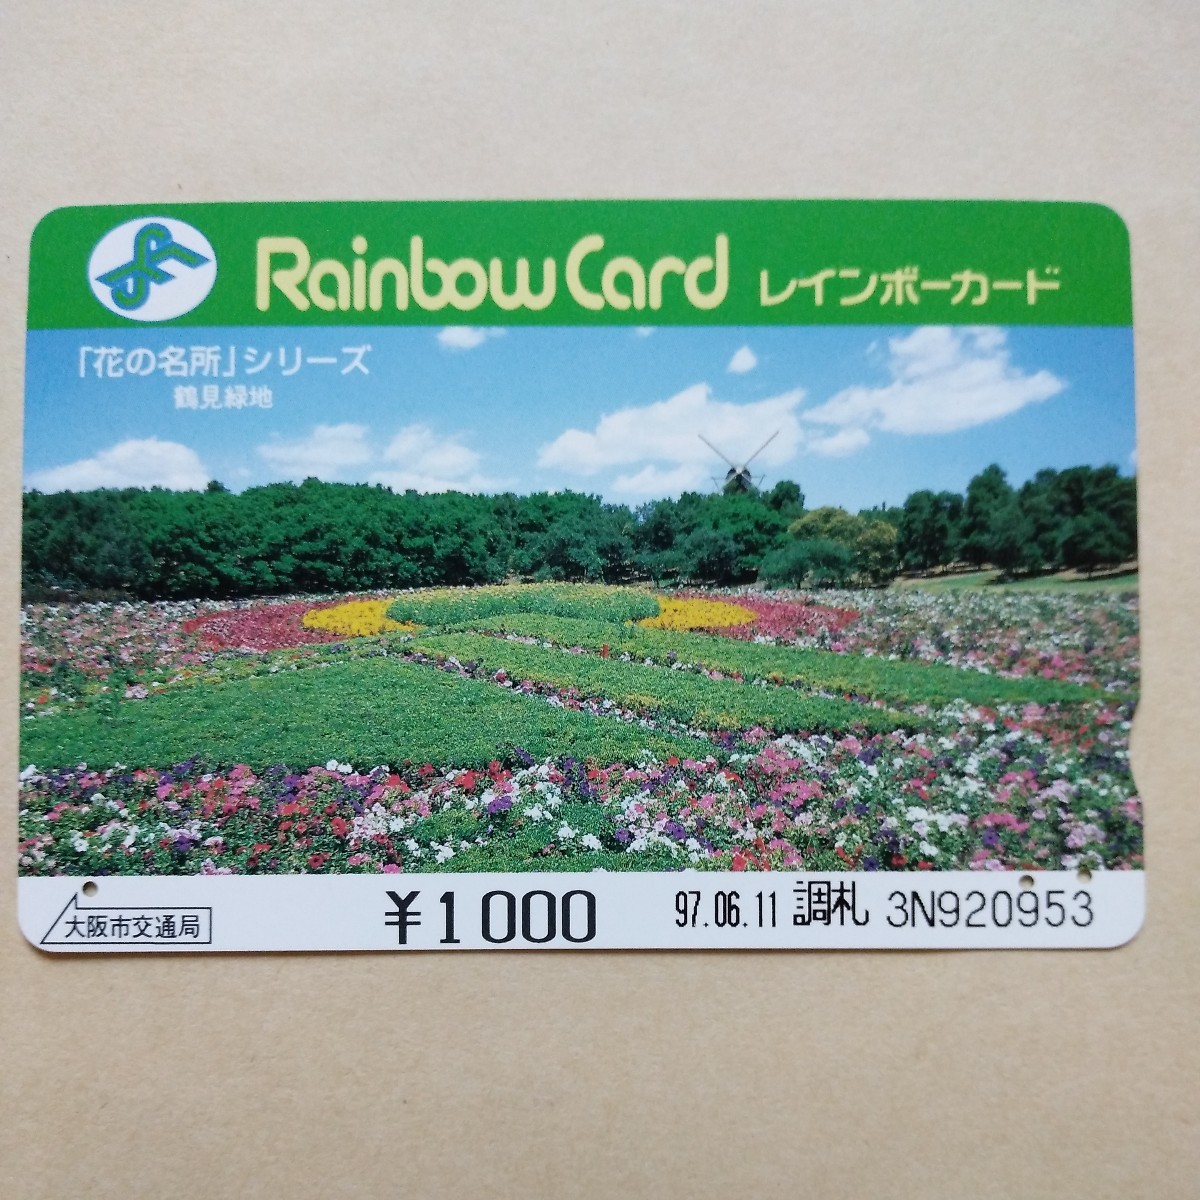 Rainbow Card レインボーカード
「花の名所」シリーズ
鶴見緑地
大阪市交通局 ¥1000 97.06.11 調札 3N920953